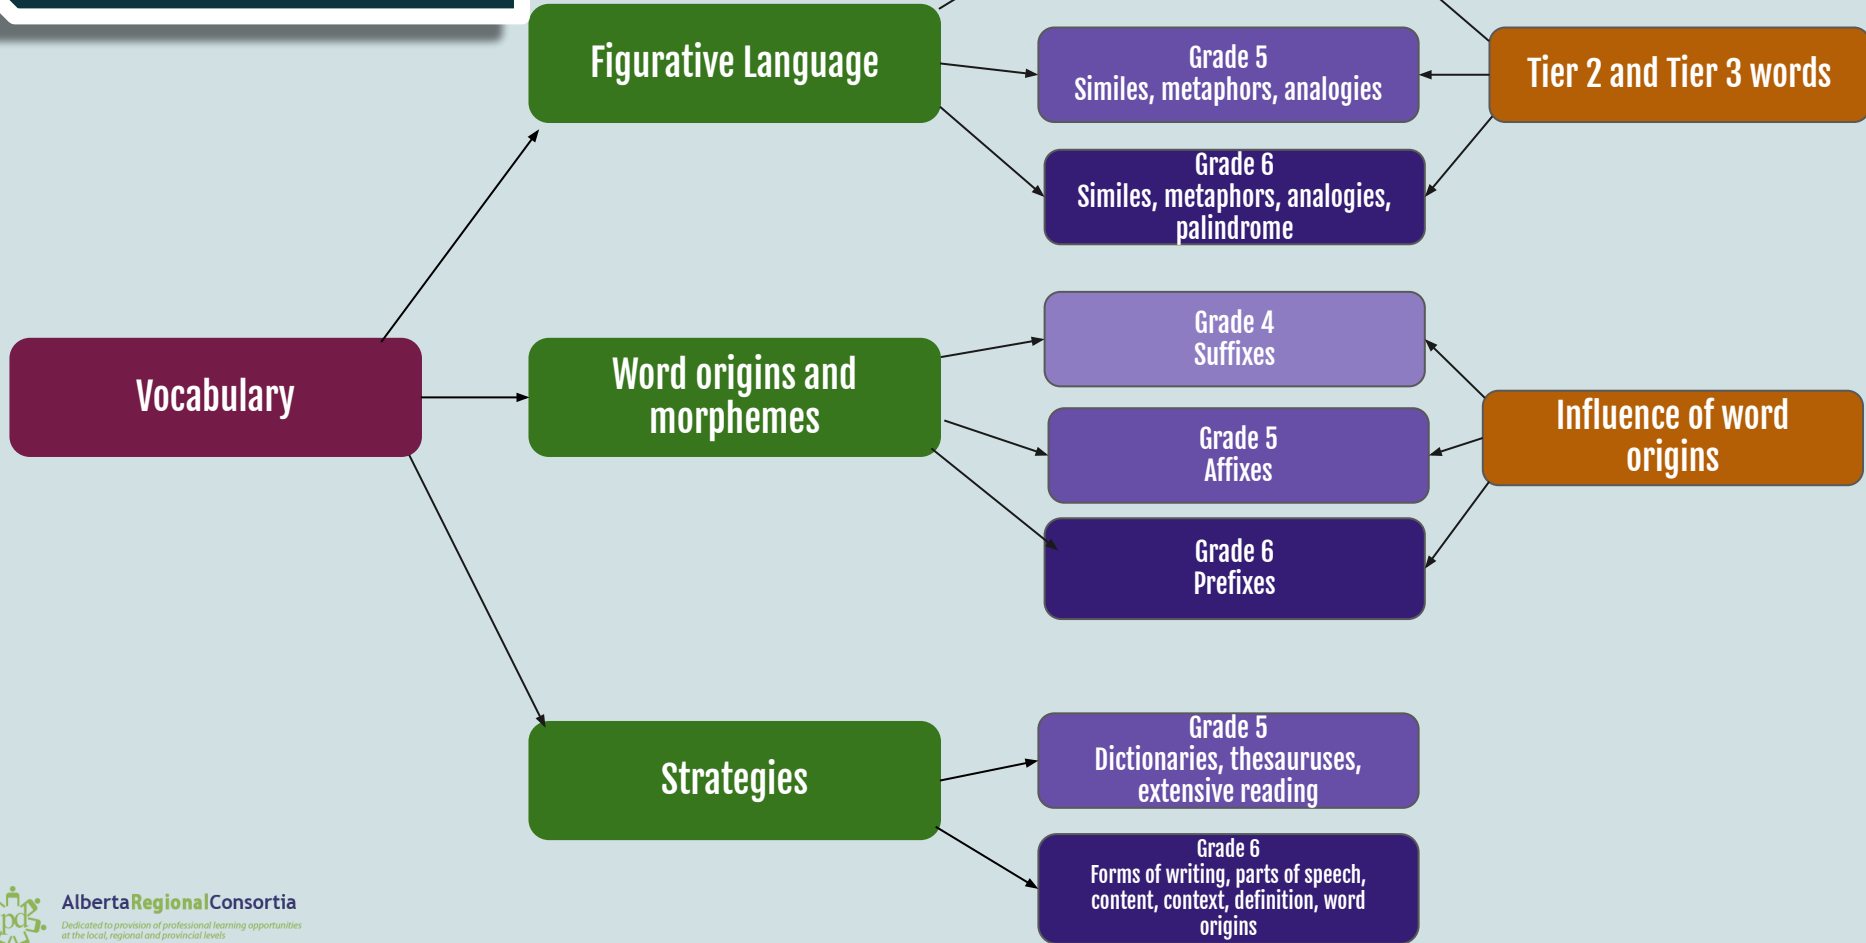 Figurative Language
Grade 5
Similes, metaphors, analogies
Tier 2 and Tier 3 words
Grade 6
Similes, metaphors, analogies,
palindrome
Vocabulary
Word origins and
morphemes
Grade 4
Suffixes
Grade 5
Affixes
Grade 6
Prefixes
Influence of word
origins
Strategies
Grade 5
Dictionaries, thesauruses,
extensive reading
Grade 6
Forms of writing, parts of speech,
content, context, definition, word
origins
pd
AlbertaRegionalConsortia
Dedicated to provision of professional learning opportunities
at the local, regional and provincial levels